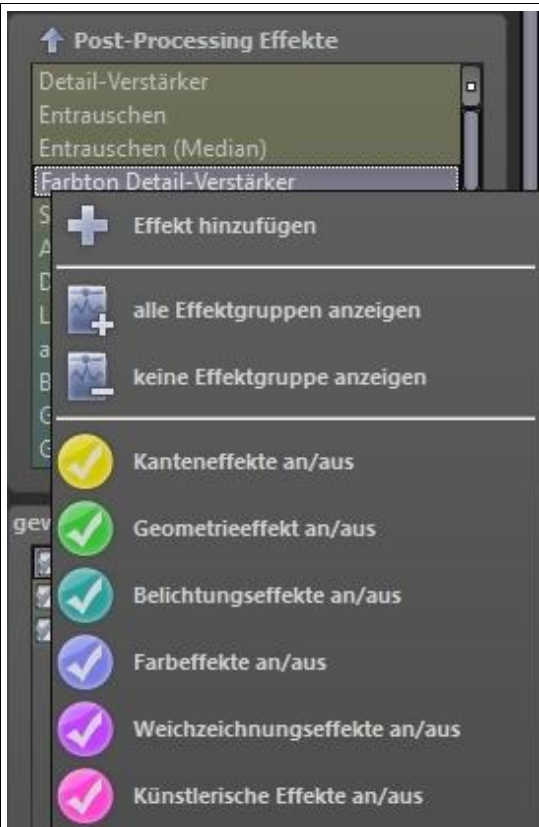 Post-Processing Effekte
Detail-Verstärker
Entrauschen
Entrauschen (Median)
Farbton Detail-Verstärker
Effekt hinzufügen
alle Effektgruppen anzeigen
keine Effektgruppe anzeigen
Kanteneffekte an/aus
Geometrieeffekt an/aus
Belichtungseffekte an/aus
Farbeffekte an/aus
Weichzeichnungseffekte an/aus
Künstlerische Effekte an/aus